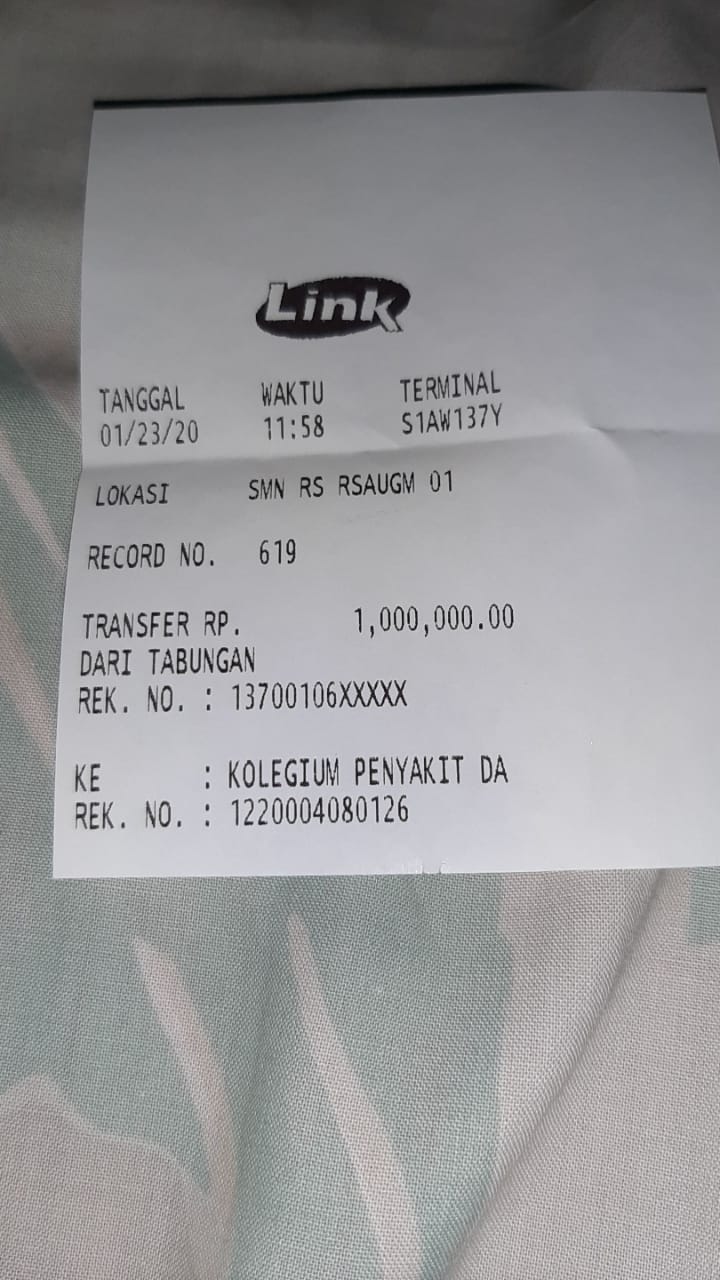 Link
TANGGAL WAKTU TERMINAL
01/23/20 11:58 S1AW137Y
LOKASI SMN RS RSAUGM 01
RECORD NO. 619
TRANSFER RP. 1,000,000.00
DARI TABUNGAN
REK. NO. : 13700106XXXXX
KE : KOLEGIUM PENYAKIT DA
REK. NO. : 1220004080126